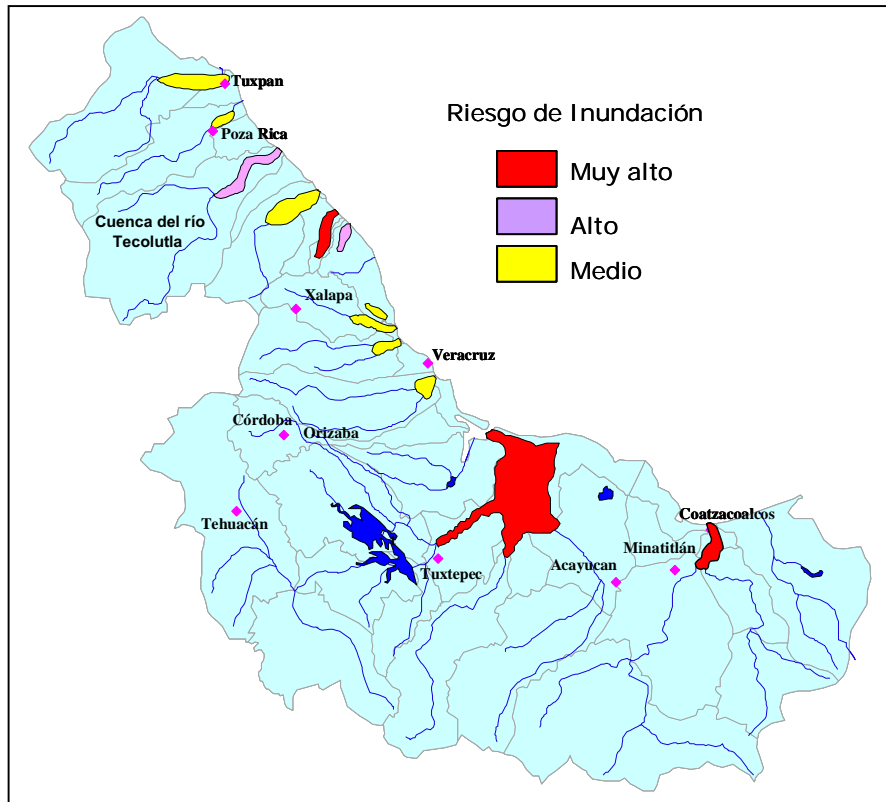 Tuxpan
Riesgo de Inundación
Poza Rica
Muy alto
Alto
Medio
Cuenca del río
Tecolutla
Xalapa
Veracruz
Córdoba
Orizaba
Tehuacán
Coatzacoalcos
Minatitlán
Acayucan
Tuxtepec